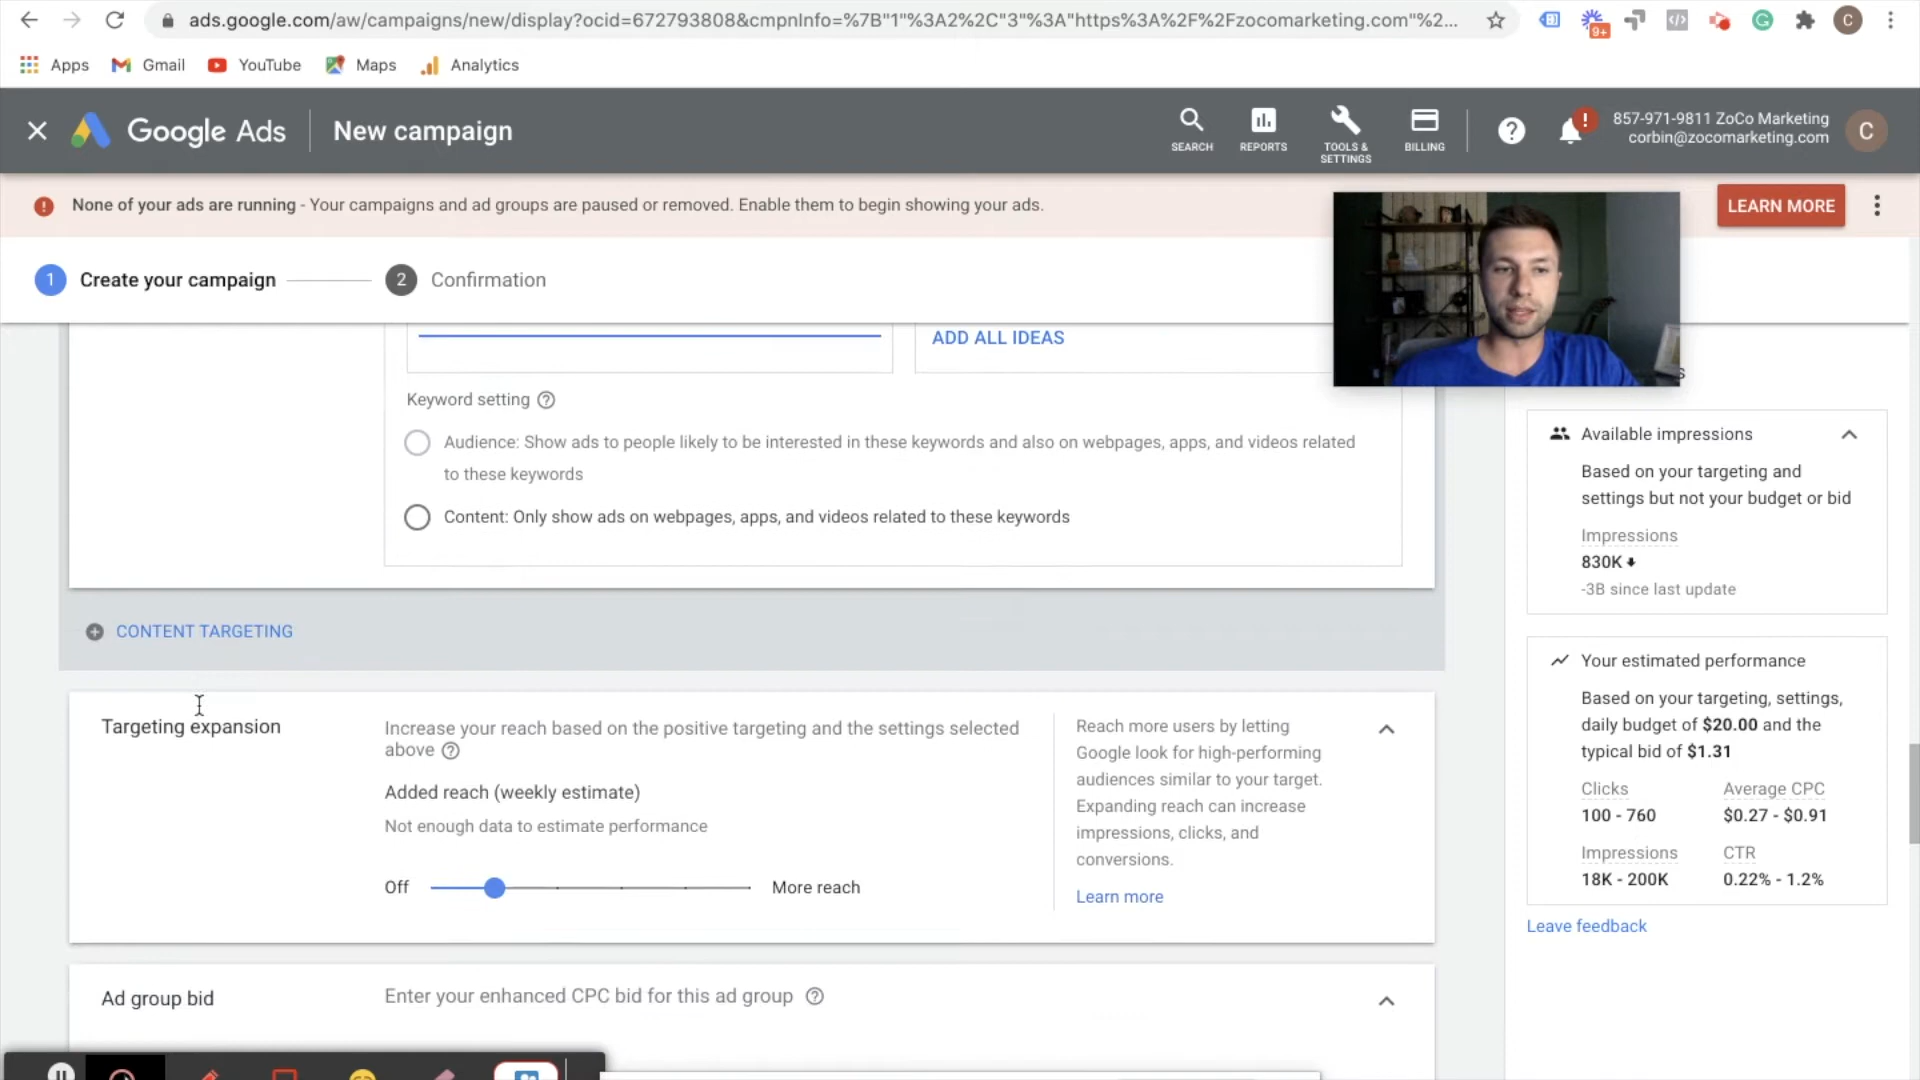 ads.google.com/aw/campaigns/new/display?ocid=672793808&cmpnInfo=%7B"1"%3A2%2C"3"%3A"https%3A%2F%2Fzocomarketing.com"%2...
9+
C
Apps
Gmail
YouTube
Maps
Analytics
Google Ads
New campaign
SEARCH
REPORTS
TOOLS &
SETTINGS
BILLING
857-971-9811 ZoCo Marketing
corbin@zocomarketing.com
C
None of your ads are running - Your campaigns and ad groups are paused or removed. Enable them to begin showing your ads.
LEARN MORE
1 Create your campaign
2 Confirmation
ADD ALL IDEAS
Keyword setting
Audience: Show ads to people likely to be interested in these keywords and also on webpages, apps, and videos related
to these keywords
Content: Only show ads on webpages, apps, and videos related to these keywords
CONTENT TARGETING
Targeting expansion
Increase your reach based on the positive targeting and the settings selected
above
Added reach (weekly estimate)
Not enough data to estimate performance
Off
More reach
Reach more users by letting
Google look for high-performing
audiences similar to your target.
Expanding reach can increase
impressions, clicks, and
conversions.
Learn more
Ad group bid
Enter your enhanced CPC bid for this ad group
Available impressions
Based on your targeting and
settings but not your budget or bid
Impressions
830K
-3B since last update
Your estimated performance
Based on your targeting, settings,
daily budget of $20.00 and the
typical bid of $1.31
Clicks
Average CPC
100 - 760
$0.27 - $0.91
Impressions
CTR
18K - 200K
0.22% - 1.2%
Leave feedback